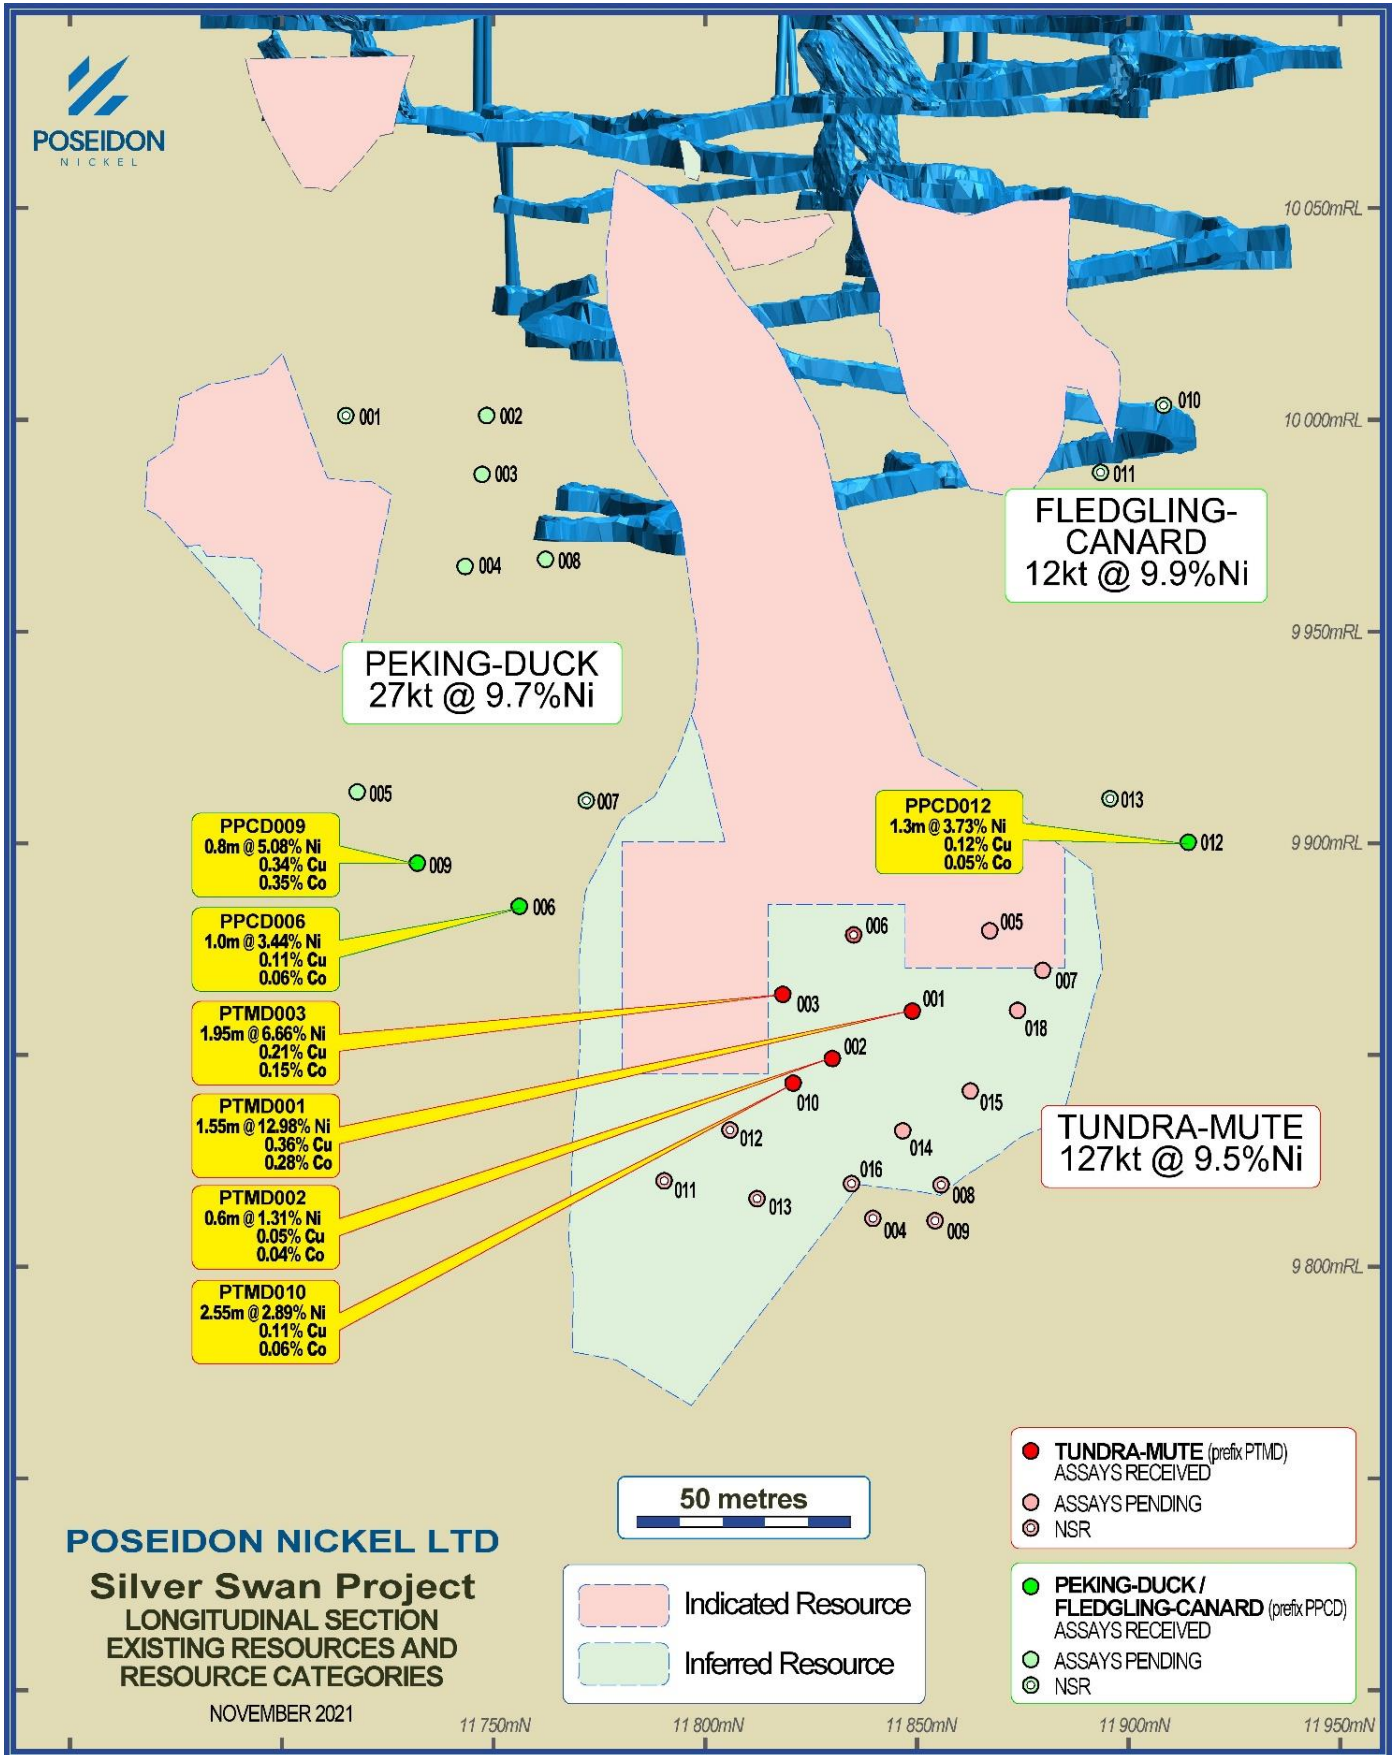 POSEIDON
NICKEL
10 050mRL
001
002
010
10 000mRL
003
011
FLEDGLING-
CANARD
12kt @ 9.9%Ni
004
008
9 950mRL
PEKING-DUCK
27kt @ 9.7%Ni
005
007
013
PPCD012
1.3m @ 3.73% Ni
0.12% Cu
0.05% Co
012
9 900mRL
PPCD009
0.8m @ 5.08% Ni
0.34% Cu
0.35% Co
009
PPCD006
1.0m @ 3.44% Ni
0.11% Cu
0.06% Co
006
006
005
007
PTMD003
1.95m @ 6.66% Ni
0.21% Cu
0.15% Co
003
001
018
002
PTMD001
1.55m @ 12.98% Ni
0.36% Cu
0.28% Co
010
015
012
014
TUNDRA-MUTE
127kt @ 9.5%Ni
PTMD002
0.6m @ 1.31% Ni
0.05% Cu
0.04% Co
011
013
016
008
004
009
9 800mRL
PTMD010
2.55m @ 2.89% Ni
0.11% Cu
0.06% Co
TUNDRA-MUTE (prefix PTMD)
ASSAYS RECEIVED
ASSAYS PENDING
NSR
50 metres
POSEIDON NICKEL LTD
Silver Swan Project
LONGITUDINAL SECTION
EXISTING RESOURCES AND
RESOURCE CATEGORIES
NOVEMBER 2021
Indicated Resource
Inferred Resource
PEKING-DUCK /
FLEDGLING-CANARD (prefix PPCD)
ASSAYS RECEIVED
ASSAYS PENDING
NSR
11 750mN
11 800mN
11 850mN
11 900mN
11 950mN